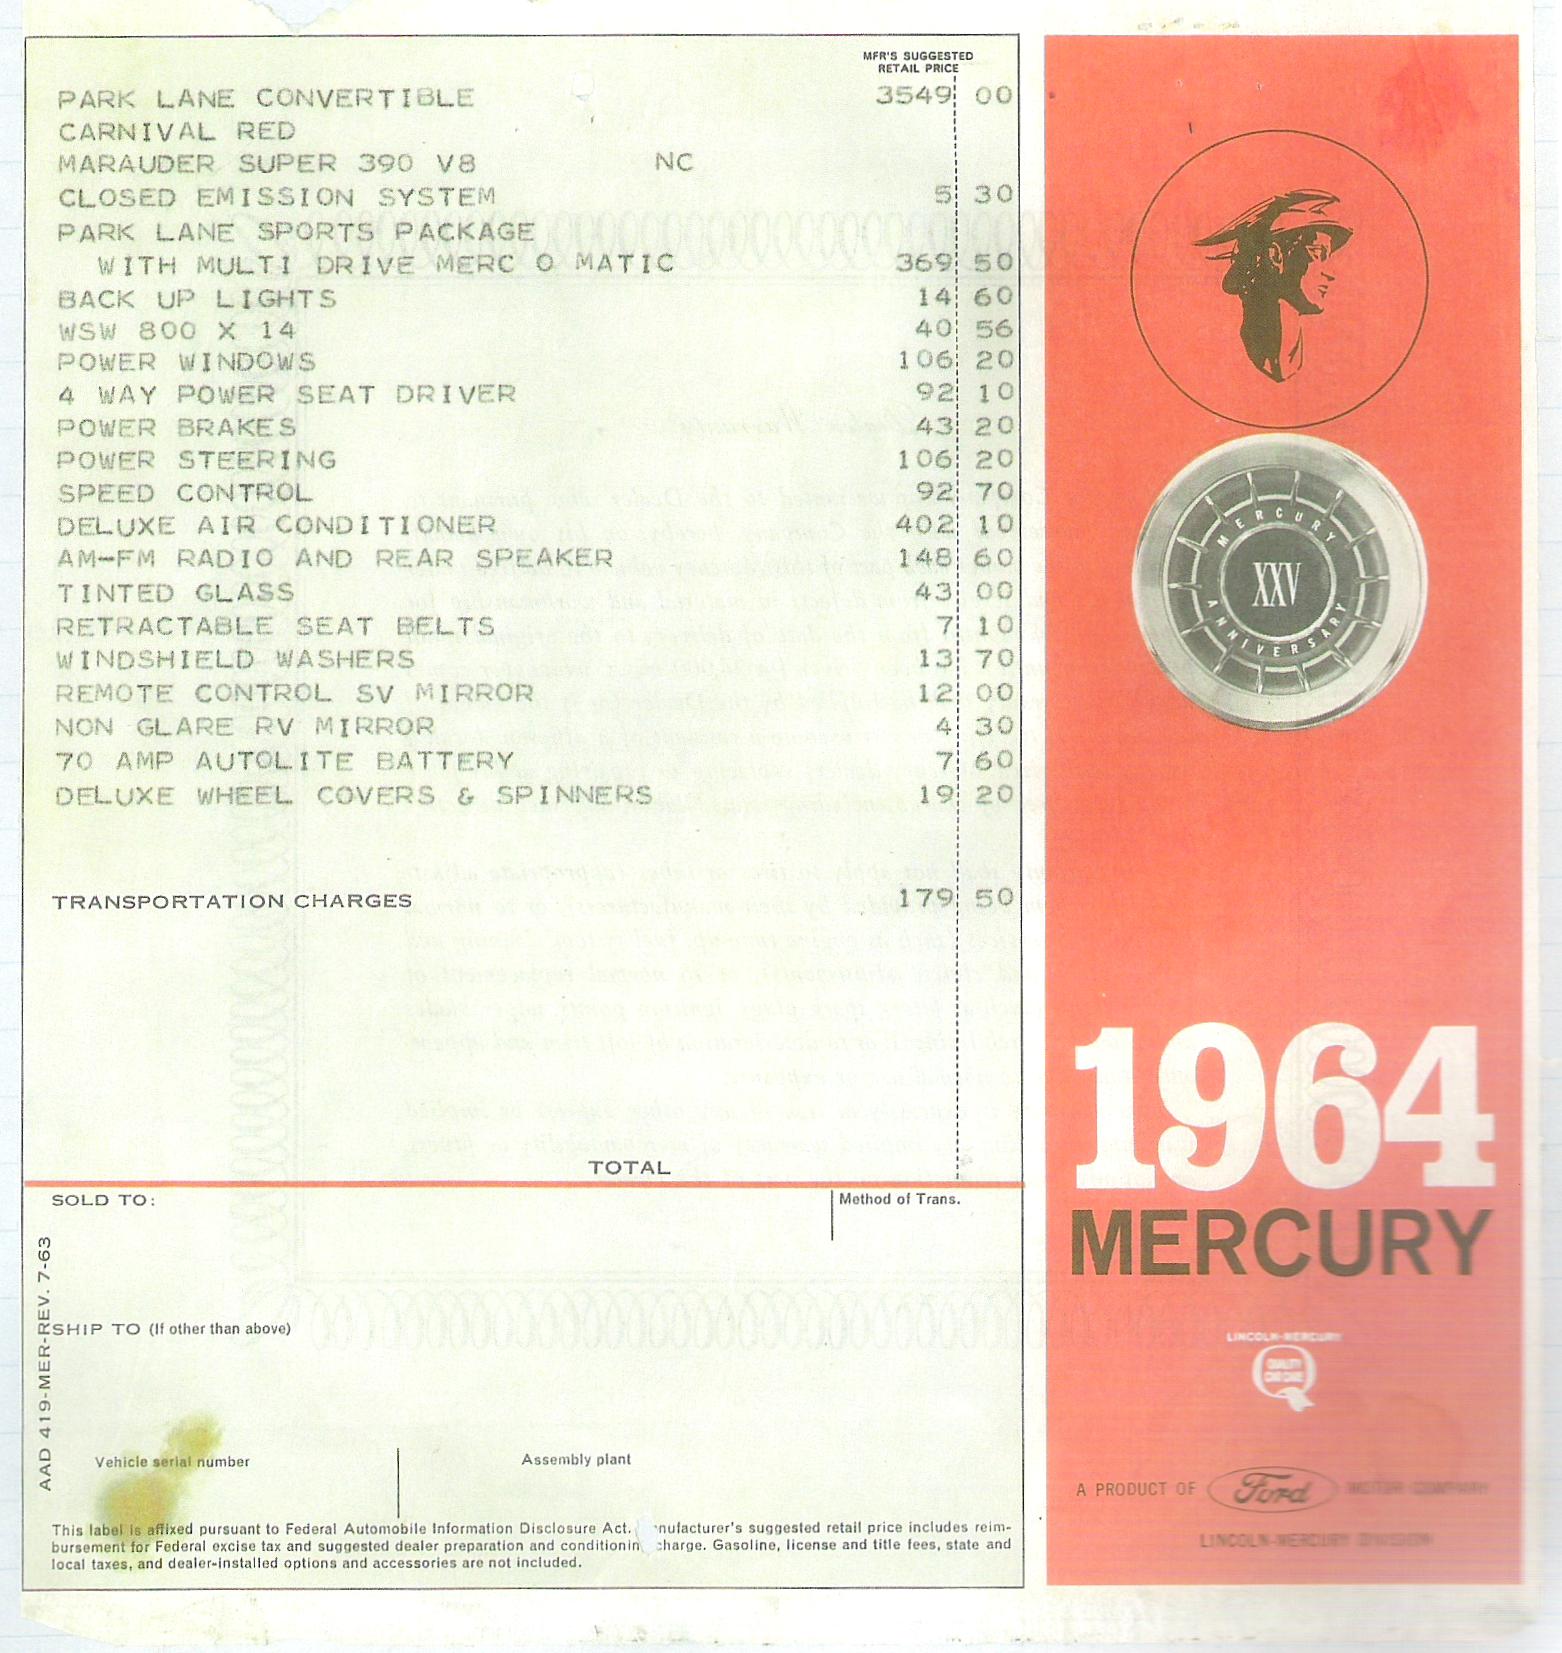 MFR'S SUGGESTED
RETAIL PRICE
PARK LANE CONVERTIBLE 3549 00
CARNIVAL RED
MARAUDER SUPER 390 V8 NC
CLOSED EMISSION SYSTEM 5 30
PARK LANE SPORTS PACKAGE
WITH MULTI DRIVE MERC O MATIC 369 50
BACK UP LIGHTS 14 60
WSW 800 X 14 40 56
POWER WINDOWS 106 20
4 WAY POWER SEAT DRIVER 92 10
POWER BRAKES 43 20
POWER STEERING 106 20
SPEED CONTROL 92 70
DELUXE AIR CONDITIONER 402 10
AM-FM RADIO AND REAR SPEAKER 148 60
TINTED GLASS 43 00
RETRACTABLE SEAT BELTS 7 10
WINDSHIELD WASHERS 13 70
REMOTE CONTROL SV MIRROR 12 00
NON GLARE RV MIRROR 4 30
70 AMP AUTOLITE BATTERY 7 60
DELUXE WHEEL COVERS & SPINNERS 19 20
TRANSPORTATION CHARGES 179 50
TOTAL
SOLD TO:
Method of Trans.
SHIP TO (If other than above)
AAD 419-MER-REV. 7-63
Vehicle serial number
Assembly plant
This label is affixed pursuant to Federal Automobile Information Disclosure Act. nufacturer's suggested retail price includes reim-
bursement for Federal excise tax and suggested dealer preparation and conditionin charge. Gasoline, license and title fees, state and
local taxes, and dealer-installed options and accessories are not included.
MERCURY
XXV
ANNIVERSARY
1964
MERCURY
LINCOLN-MERCURY
QUALITY
CAR CARE
A PRODUCT OF Ford MOTOR COMPANY
LINCOLN-MERCURY DIVISION